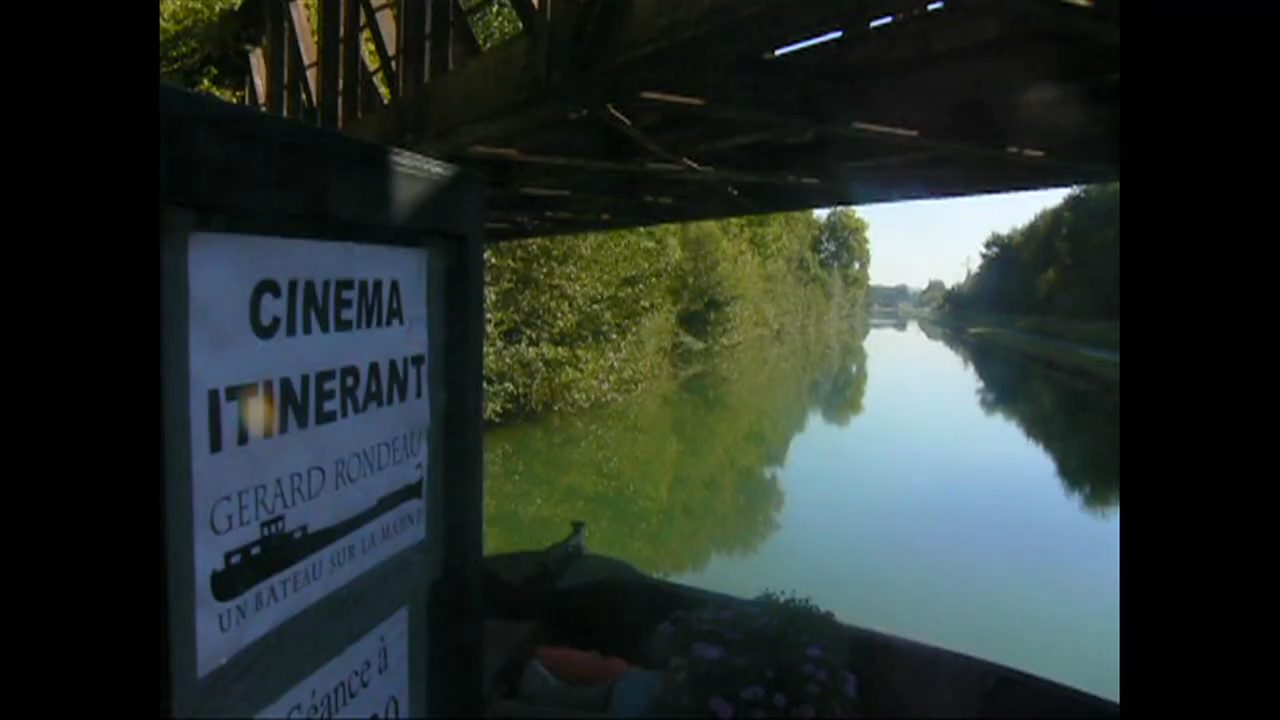 CINEMA
ITINERANT
GERARD RONDEAU
UN BATEAU SUR LA MARNE
Séance à